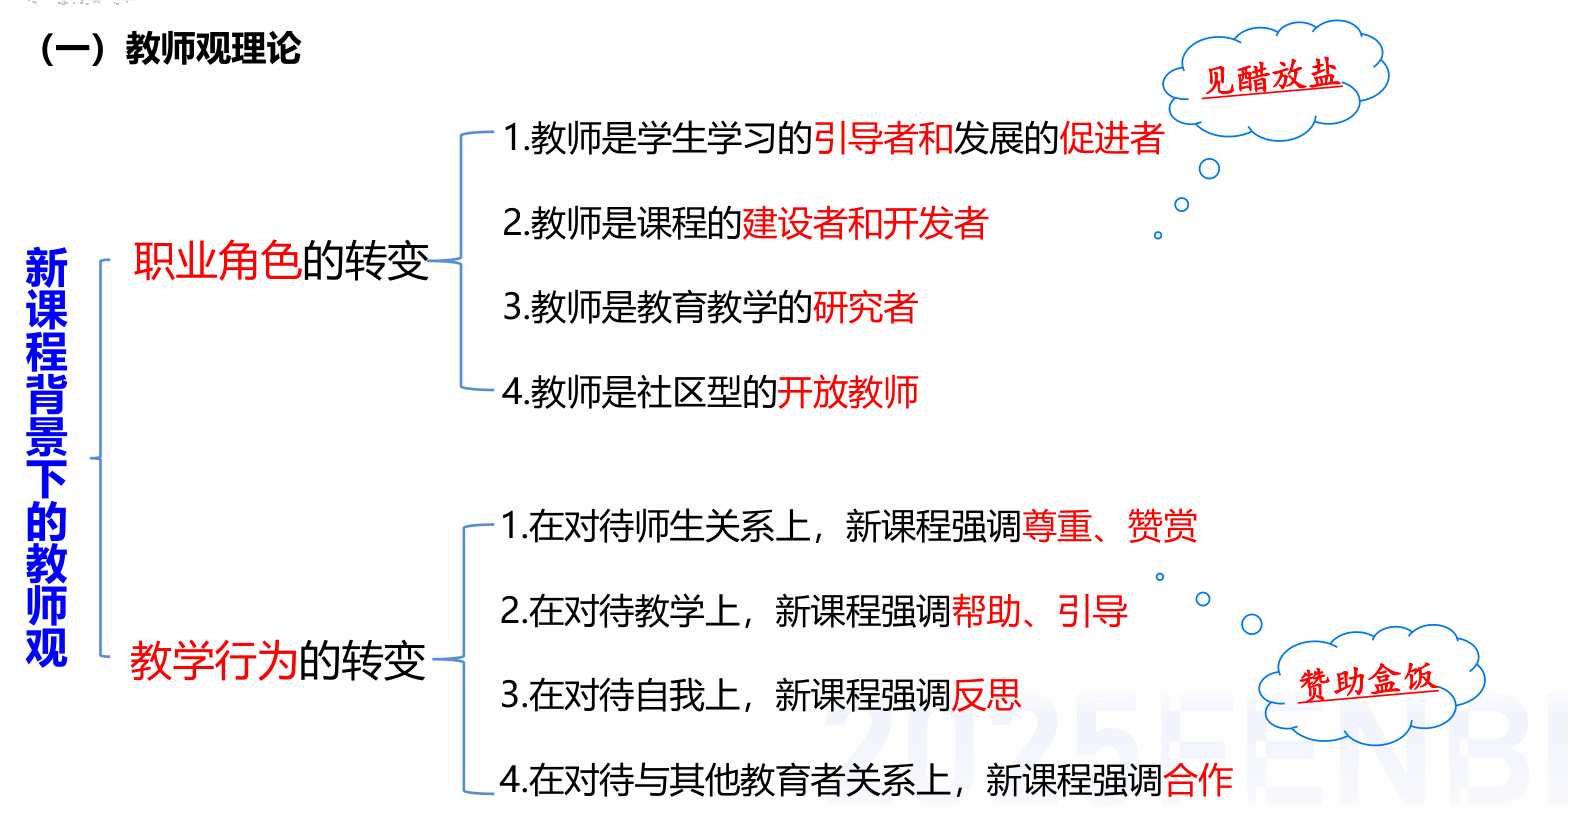 （一）教师观理论
见醋放盐
新课程背景下的教师观
职业角色的转变
1.教师是学生学习的引导者和发展的促进者
2.教师是课程的建设者和开发者
3.教师是教育教学的研究者
4.教师是社区型的开放教师
教学行为的转变
1.在对待师生关系上，新课程强调尊重、赞赏
2.在对待教学上，新课程强调帮助、引导
3.在对待自我上，新课程强调反思
4.在对待与其他教育者关系上，新课程强调合作
赞助盒饭
2025FENBI